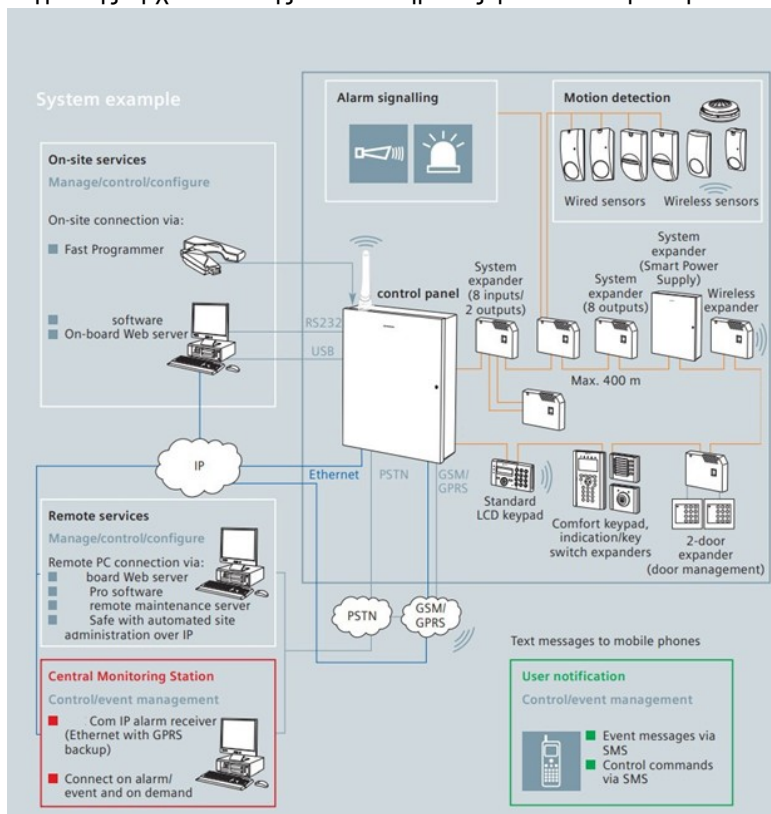 System example
Alarm signalling
Motion detection
Wired sensors
Wireless sensors
On-site services
Manage/control/configure
On-site connection via:
Fast Programmer
software
On-board Web server
RS232
USB
control panel
System
expander
(8 inputs/
2 outputs)
System
expander
(8 outputs)
System
expander
(Smart Power
Supply)
Wireless
expander
Max. 400 m
IP
Ethernet
PSTN
GSM/
GPRS
Standard
LCD keypad
Comfort keypad,
indication/key
switch expanders
2-door
expander
(door management)
Remote services
Manage/control/configure
Remote PC connection via:
board Web server
Pro software
remote maintenance server
Safe with automated site
administration over IP
PSTN
GSM/
GPRS
Central Monitoring Station
Control/event management
Com IP alarm receiver
(Ethernet with GPRS
backup)
Connect on alarm/
event and on demand
Text messages to mobile phones
User notification
Control/event management
Event messages via
SMS
Control commands
via SMS